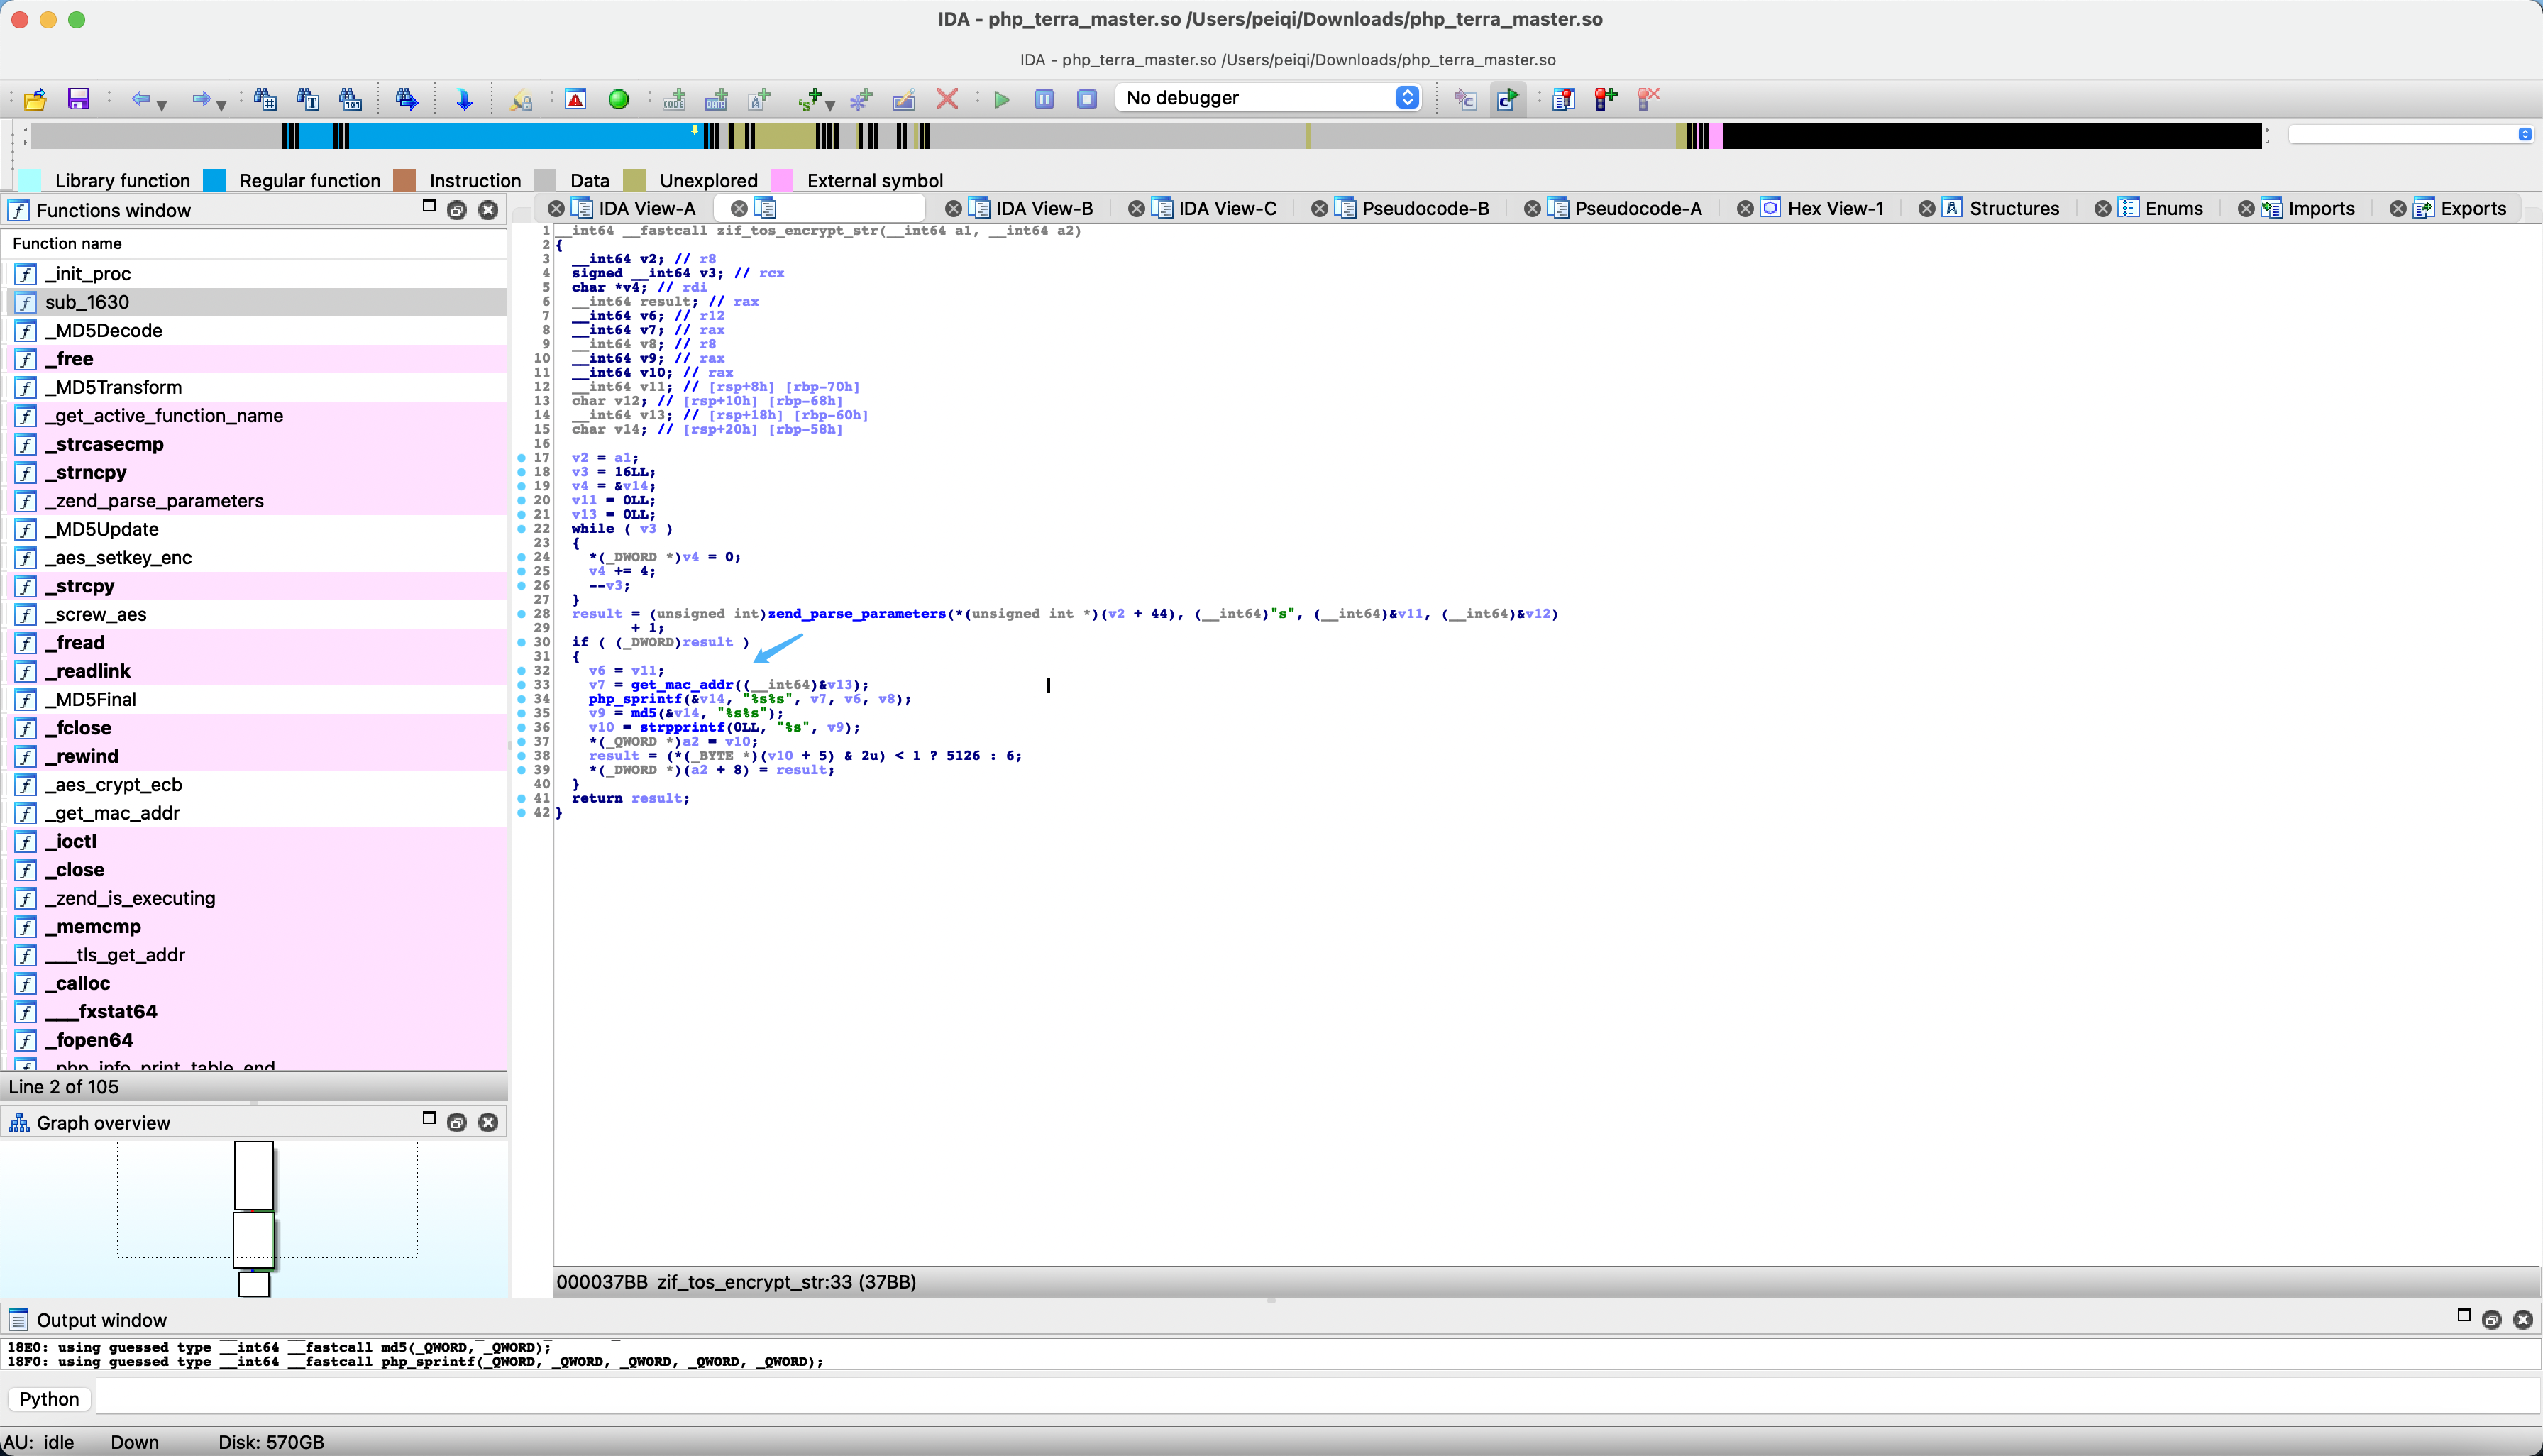 IDA - php_terra_master.so /Users/peiqi/Downloads/php_terra_master.so
IDA - php_terra_master.so /Users/peiqi/Downloads/php_terra_master.so
No debugger
Library function Regular function Instruction Data Unexplored External symbol
Functions window
IDA View-A IDA View-B IDA View-C Pseudocode-B Pseudocode-A Hex View-1 Structures Enums Imports Exports
Function name
_init_proc
sub_1630
_MD5Decode
_free
_MD5Transform
_get_active_function_name
_strcasecmp
_strncpy
_zend_parse_parameters
_MD5Update
_aes_setkey_enc
_strcpy
_screw_aes
_fread
_readlink
_MD5Final
_fclose
_rewind
_aes_crypt_ecb
_get_mac_addr
_ioctl
_close
_zend_is_executing
_memcmp
___tls_get_addr
_calloc
___fxstat64
_fopen64
_php_info_print_table_end
Line 2 of 105
Graph overview
1 __int64 __fastcall zif_tos_encrypt_str(__int64 a1, __int64 a2)
2 {
3 __int64 v2; // r8
4 signed __int64 v3; // rcx
5 char *v4; // rdi
6 __int64 result; // rax
7 __int64 v6; // r12
8 __int64 v7; // rax
9 __int64 v8; // r8
10 __int64 v9; // rax
11 __int64 v10; // rax
12 __int64 v11; // [rsp+8h] [rbp-70h]
13 char v12; // [rsp+10h] [rbp-68h]
14 __int64 v13; // [rsp+18h] [rbp-60h]
15 char v14; // [rsp+20h] [rbp-58h]
16
17 v2 = a1;
18 v3 = 16LL;
19 v4 = &v14;
20 v11 = 0LL;
21 v13 = 0LL;
22 while ( v3 )
23 {
24 *(_DWORD *)v4 = 0;
25 v4 += 4;
26 --v3;
27 }
28 result = (unsigned int)zend_parse_parameters(*(unsigned int *)(v2 + 44), (__int64)"s", (__int64)&v11, (__int64)&v12)
29 + 1;
30 if ( (_DWORD)result )
31 {
32 v6 = v11;
33 v7 = get_mac_addr((__int64)&v13);
34 php_sprintf(&v14, "%s%s", v7, v6, v8);
35 v9 = md5(&v14, "%s%s");
36 v10 = strpprintf(0LL, "%s", v9);
37 *(_QWORD *)a2 = v10;
38 result = (*(_BYTE *)(v10 + 5) & 2u) < 1 ? 5126 : 6;
39 *(_DWORD *)(a2 + 8) = result;
40 }
41 return result;
42 }
000037BB zif_tos_encrypt_str:33 (37BB)
Output window
18E0: using guessed type __int64 __fastcall md5(_QWORD, _QWORD);
18F0: using guessed type __int64 __fastcall php_sprintf(_QWORD, _QWORD, _QWORD, _QWORD, _QWORD);
Python
AU: idle Down Disk: 570GB